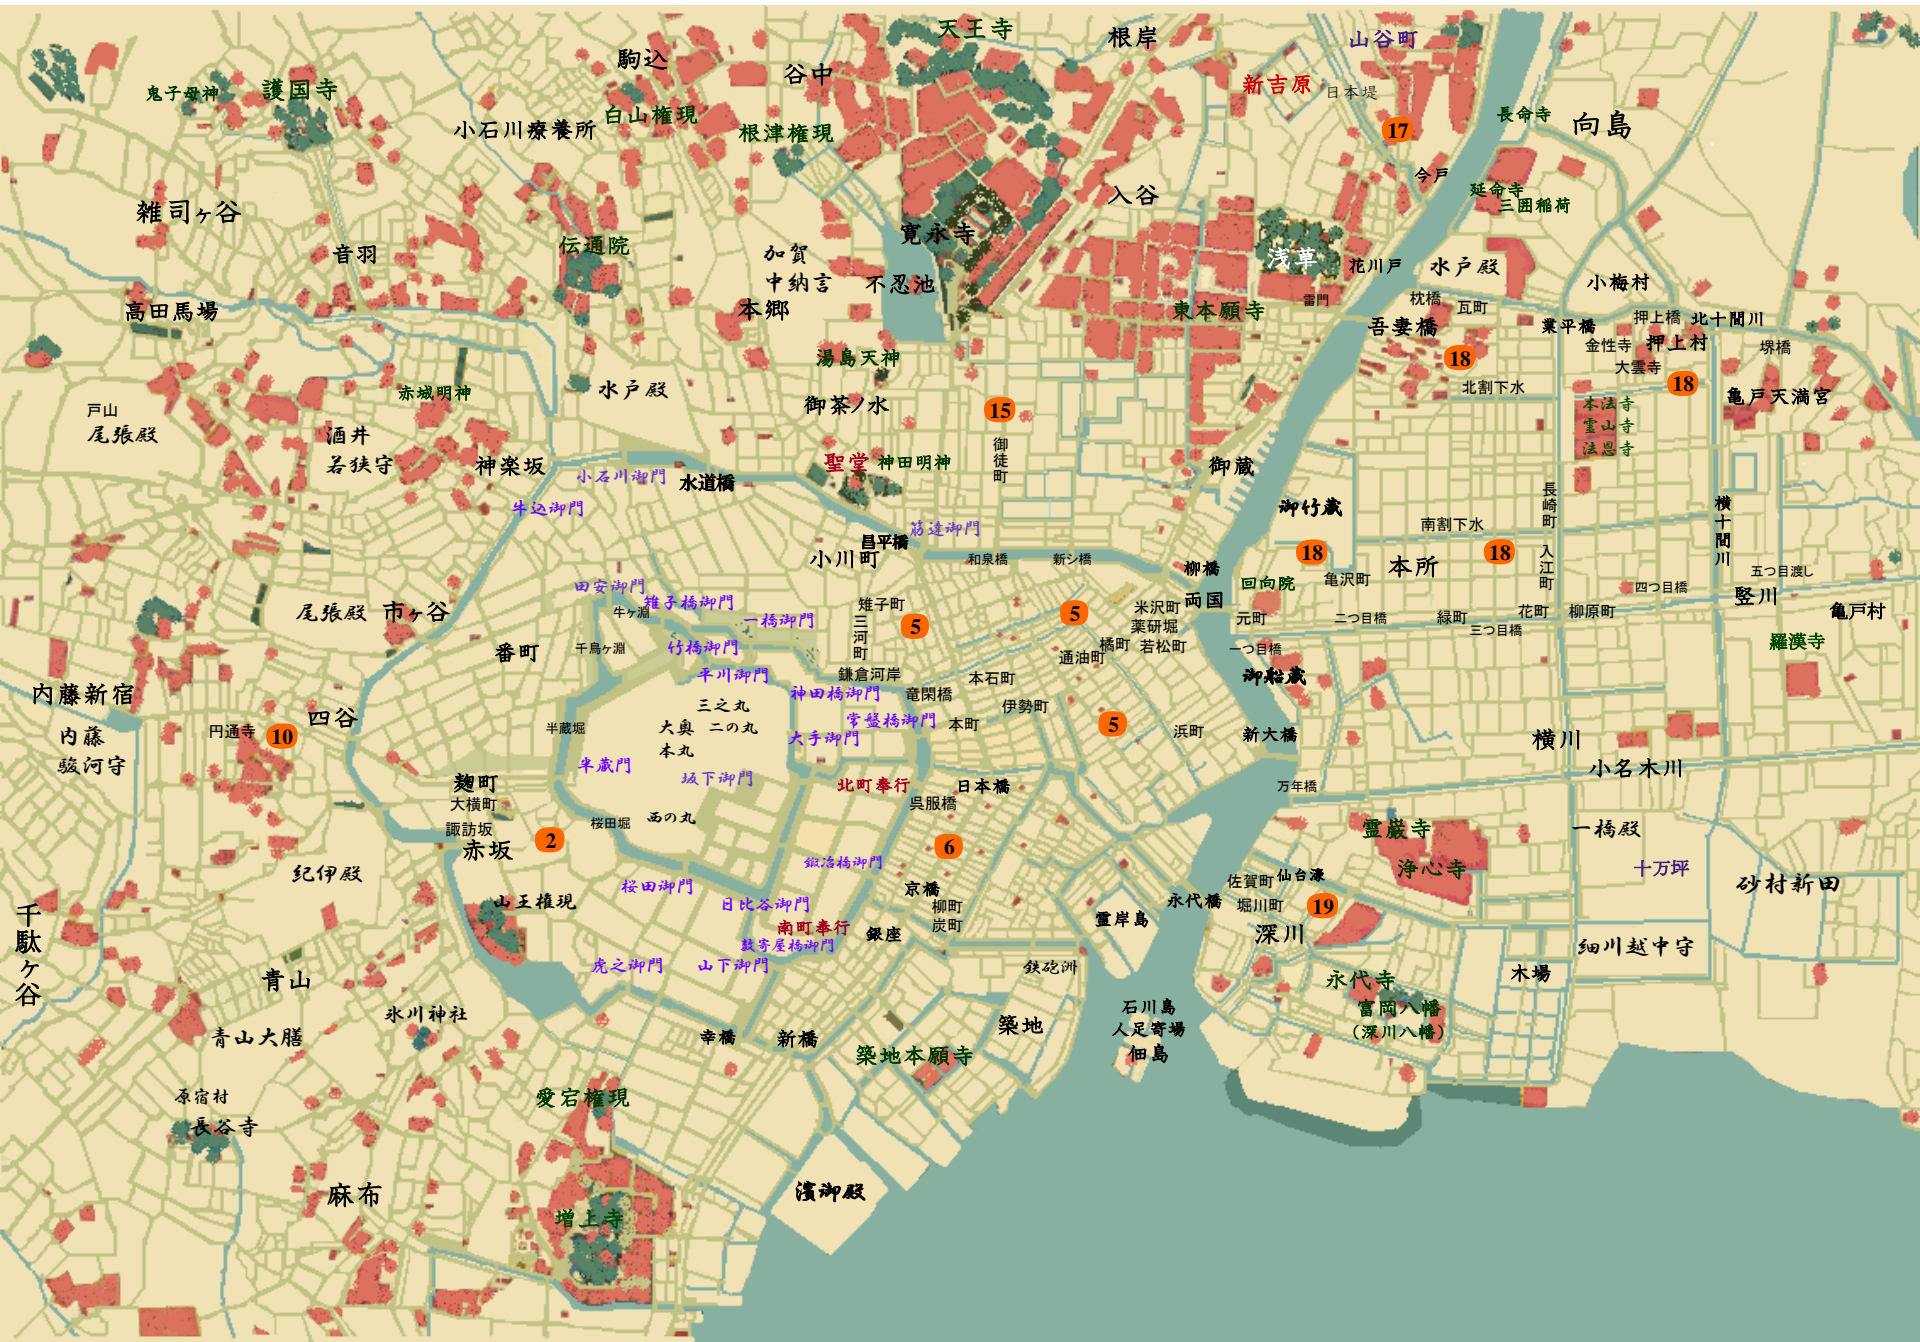 天王寺
根岸
山谷町
駒込
谷中
新吉原
日本堤
鬼子母神
護国寺
白山権現
小石川療養所
根津権現
17
長命寺
向島
今戸
延命寺
三囲稲荷
入谷
雑司ヶ谷
音羽
伝通院
加賀
中納言
本郷
寛永寺
不忍池
浅草
花川戸
水戸殿
雷門
東本願寺
枕橋
瓦町
吾妻橋
小梅村
業平橋
押上橋
北十間川
金性寺
押上村
大雲寺
堺橋
18
18
北割下水
亀戸天満宮
本法寺
霊山寺
法恩寺
高田馬場
湯島天神
水戸殿
赤城明神
御茶ノ水
15
御徒町
戸山
尾張殿
酒井
若狭守
神楽坂
小石川御門
水道橋
聖堂
神田明神
御蔵
牛込御門
筋違御門
昌平橋
小川町
和泉橋
新シ橋
柳橋
両国
御竹蔵
長崎町
南割下水
横十間川
18
18
回向院
亀沢町
本所
入江町
四つ目橋
五つ目渡し
竪川
亀戸村
元町
二つ目橋
緑町
三つ目橋
花町
柳原町
羅漢寺
一つ目橋
御船蔵
田安御門
雉子橋御門
牛ヶ淵
一橋御門
雉子町
三河町
5
5
米沢町
薬研堀
橘町
若松町
通油町
尾張殿
市ヶ谷
番町
千鳥ヶ淵
竹橋御門
平川御門
鎌倉河岸
神田橋御門
竜閑橋
本石町
伊勢町
内藤新宿
内藤
駿河守
四谷
円通寺
10
半蔵堀
三之丸
大奥
二の丸
本丸
常盤橋御門
大手御門
本町
5
浜町
新大橋
横川
小名木川
万年橋
半蔵門
坂下御門
北町奉行
日本橋
呉服橋
麹町
大横町
諏訪坂
赤坂
2
桜田堀
西の丸
6
霊巌寺
浄心寺
一橋殿
十万坪
砂村新田
紀伊殿
鍛冶橋御門
桜田御門
日比谷御門
京橋
柳町
炭町
佐賀町
仙台濠
堀川町
19
深川
永代橋
霊岸島
山王権現
南町奉行
数寄屋橋御門
銀座
虎之御門
山下御門
鉄砲洲
細川越中守
木場
永代寺
富岡八幡
(深川八幡)
千駄ヶ谷
青山
青山大膳
氷川神社
石川島
人足寄場
佃島
幸橋
新橋
築地
築地本願寺
愛宕権現
原宿村
長谷寺
麻布
増上寺
濱御殿